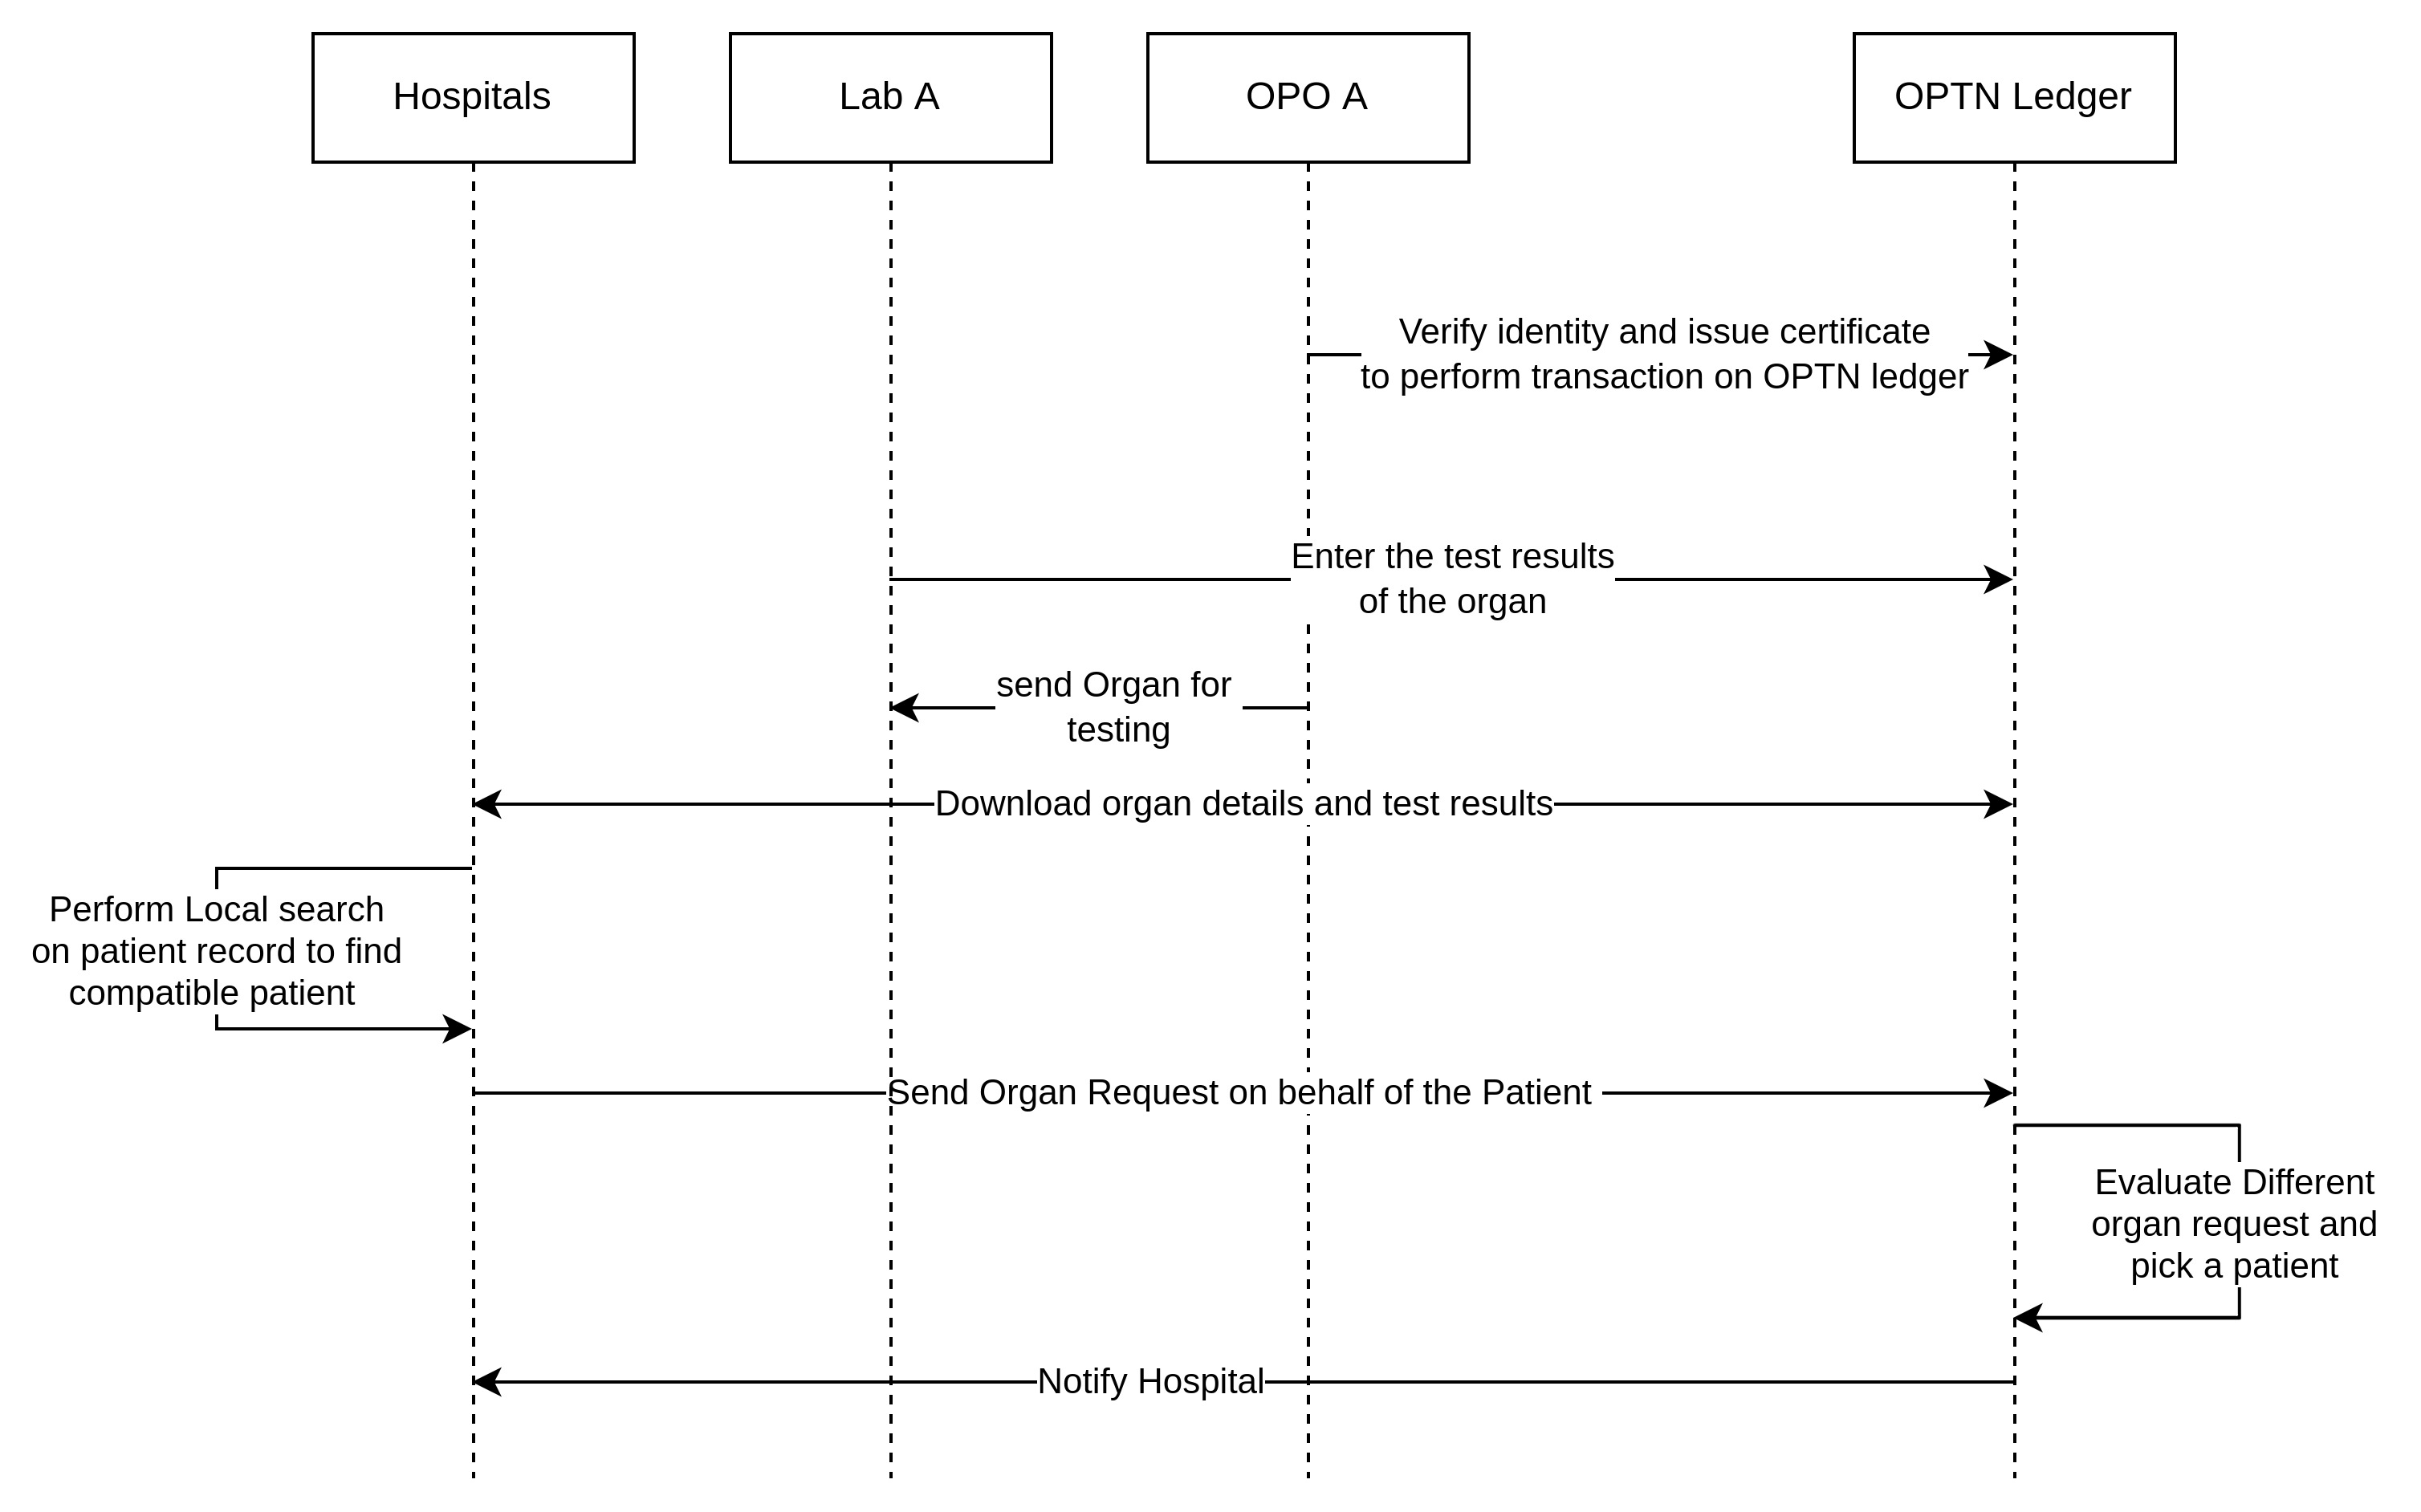 Hospitals
Lab A
OPO A
OPTN Ledger
Verify identity and issue certificate
to perform transaction on OPTN ledger
Enter the test results
of the organ
send Organ for
testing
Download organ details and test results
Perform Local search
on patient record to find
compatible patient
Send Organ Request on behalf of the Patient
Evaluate Different
organ request and
pick a patient
Notify Hospital